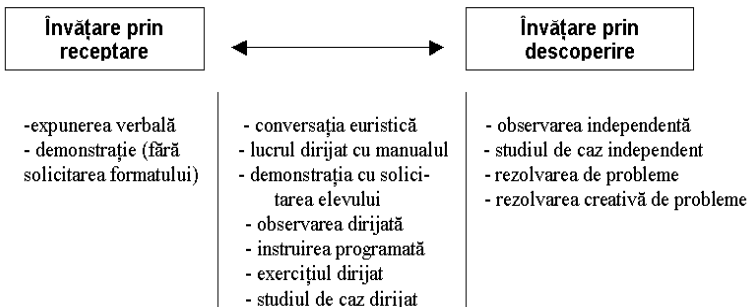 Învățare prin
receptare
Învățare prin
descoperire
-expunerea verbală
- demonstrație (fără
solicitarea formatului)
- conversația euristică
- lucrul dirijat cu manualul
- demonstrația cu solici-
tarea elevului
- observarea dirijată
- instruirea programată
- exercițiul dirijat
- studiul de caz dirijat
- observarea independentă
- studiul de caz independent
- rezolvarea de probleme
- rezolvarea creativă de probleme